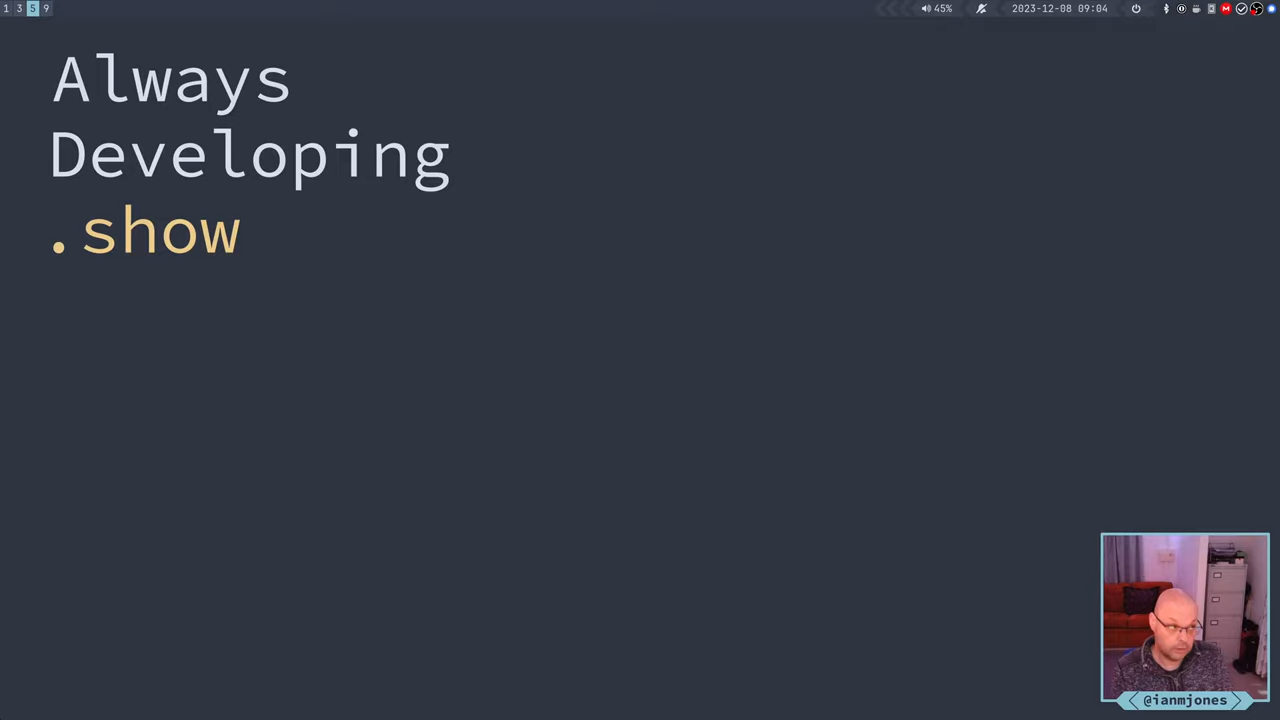 1 3 5 9
45%
2023-12-08 09:04
Always
Developing
.show
@ianmjones